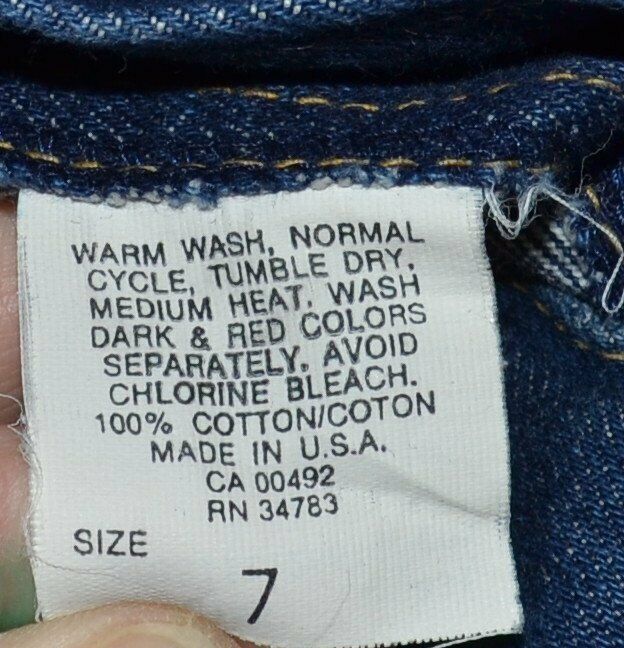 WARM WASH, NORMAL
CYCLE, TUMBLE DRY,
MEDIUM HEAT. WASH
DARK & RED COLORS
SEPARATELY. AVOID
CHLORINE BLEACH.
100% COTTON/COTON
MADE IN U.S.A.
CA 00492
RN 34783
SIZE
7